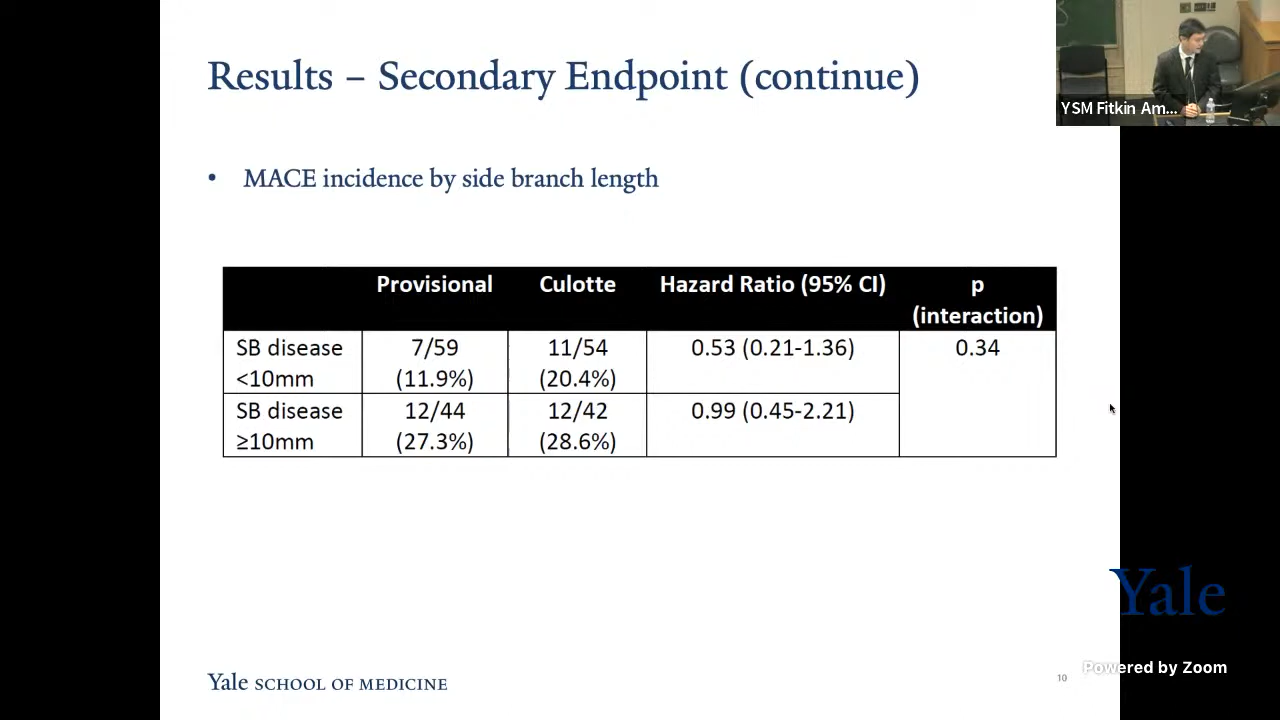 Results – Secondary Endpoint (continue)
YSM Fitkin Am...
• MACE incidence by side branch length
Provisional Culotte Hazard Ratio (95% CI) p
(interaction)
SB disease 7/59 11/54 0.53 (0.21-1.36) 0.34
<10mm (11.9%) (20.4%)
SB disease 12/44 12/42 0.99 (0.45-2.21)
≥10mm (27.3%) (28.6%)
Yale
Powered by Zoom
Yale SCHOOL OF MEDICINE
10